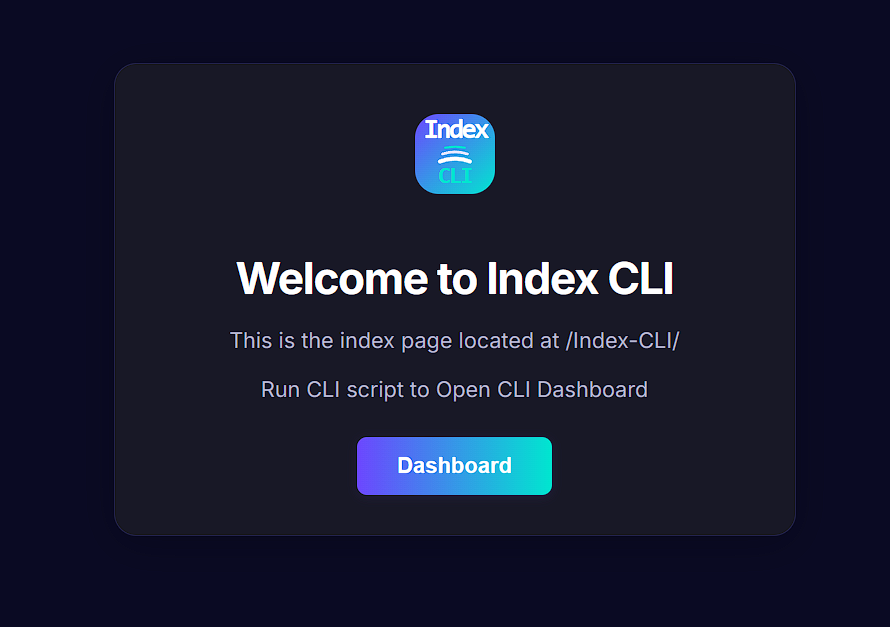 Index
CLI
Welcome to Index CLI
This is the index page located at /Index-CLI/
Run CLI script to Open CLI Dashboard
Dashboard